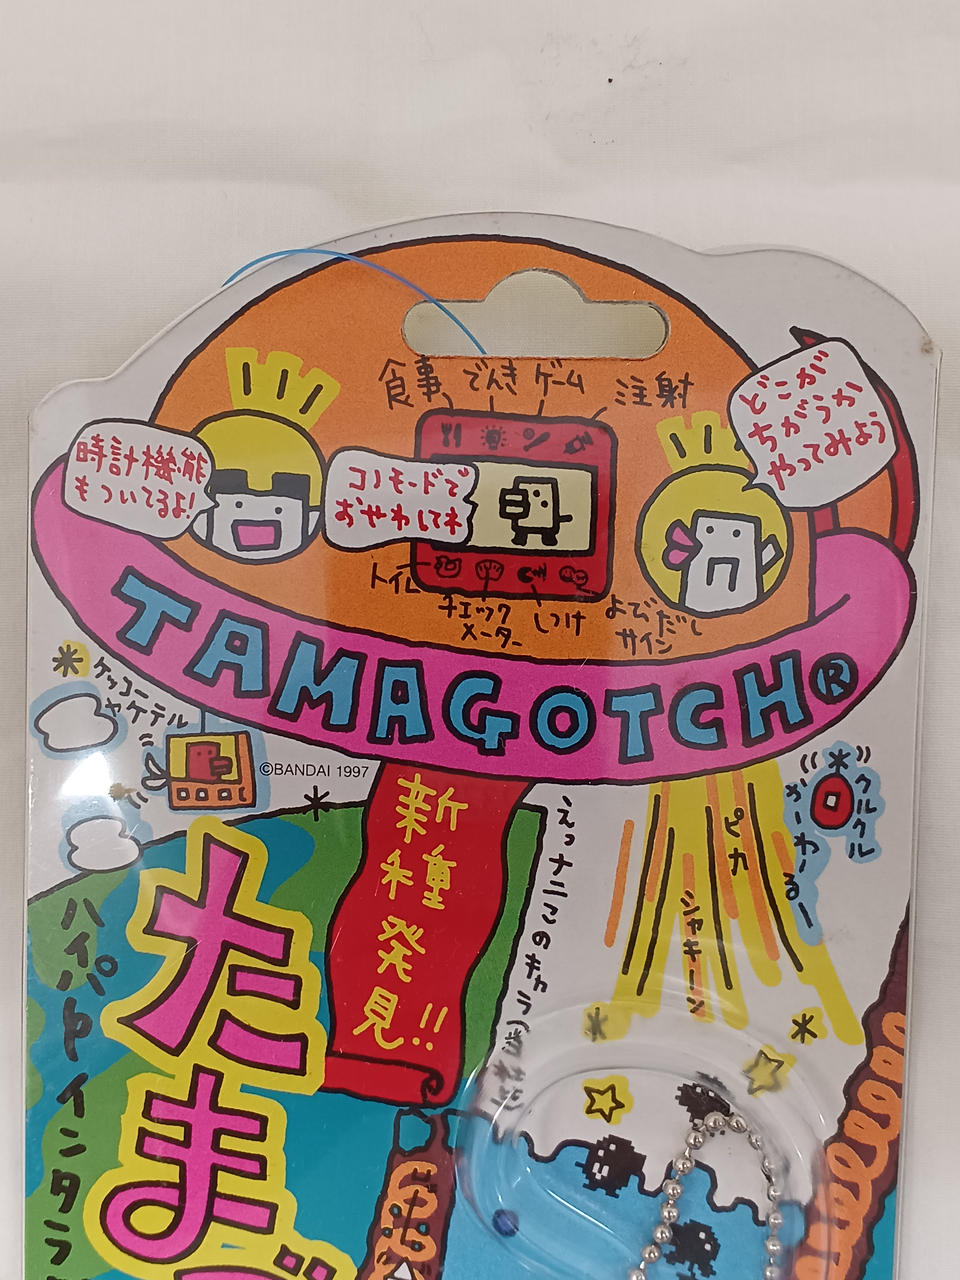 食事
でんき
ゲーム
注射
どこが
ちがうか
やってみよう
時計機能
もついてるよ!
コノモードで
おせわしてネ
トイレ
チェック
メーター
しつけ
よびだし
サイン
TAMAGOTCH®
ケッコー
ヤケテル
©BANDAI 1997
新種発見!!
えっナニこのキャラ
ピカ
シャキーン
クルクル
たまご
ハイパー インタラ